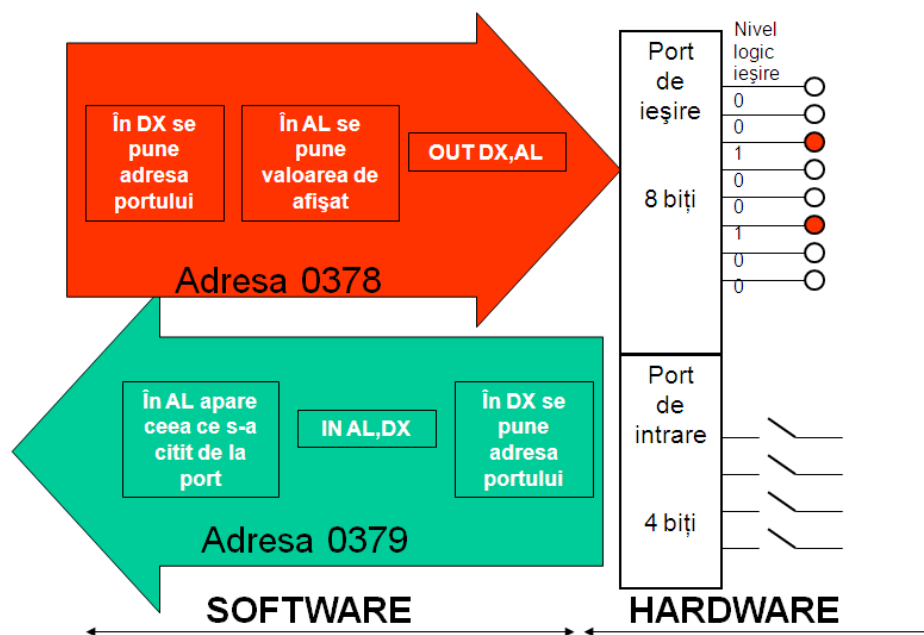 În DX se
pune
adresa
portului
În AL se
pune
valoarea de
afişat
OUT DX,AL
Adresa 0378
Port
de
ieşire
8 biți
Nivel
logic
ieşire
0
0
1
0
0
1
0
0
În AL apare
ceea ce s-a
citit de la
port
IN AL,DX
În DX se
pune
adresa
portului
Adresa 0379
Port
de
intrare
4 biți
SOFTWARE
HARDWARE